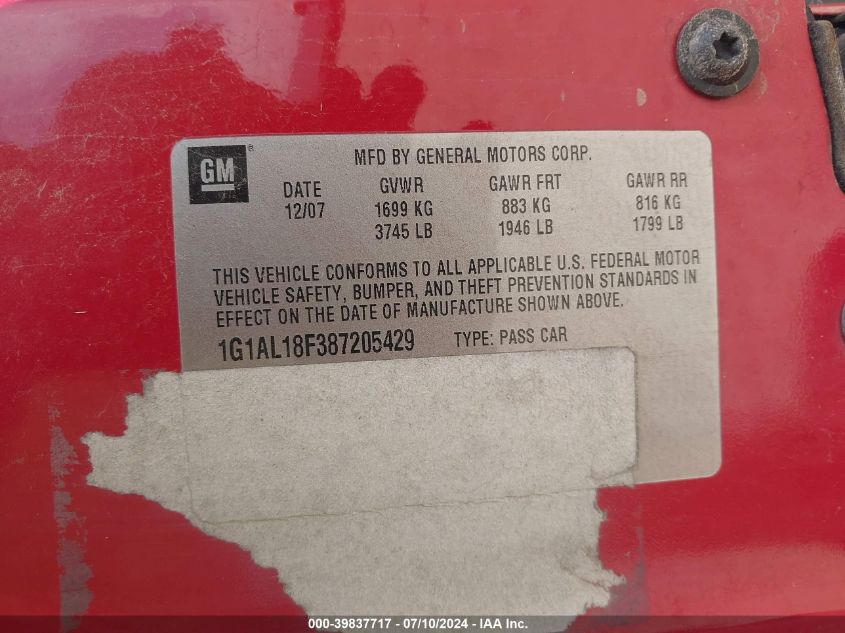 GM ®
MFD BY GENERAL MOTORS CORP.
DATE GVWR GAWR FRT GAWR RR
12/07 1699 KG 883 KG 816 KG
3745 LB 1946 LB 1799 LB
THIS VEHICLE CONFORMS TO ALL APPLICABLE U.S. FEDERAL MOTOR
VEHICLE SAFETY, BUMPER, AND THEFT PREVENTION STANDARDS IN
EFFECT ON THE DATE OF MANUFACTURE SHOWN ABOVE.
1G1AL18F387205429 TYPE: PASS CAR
000-39837717 - 07/10/2024 - IAA Inc.